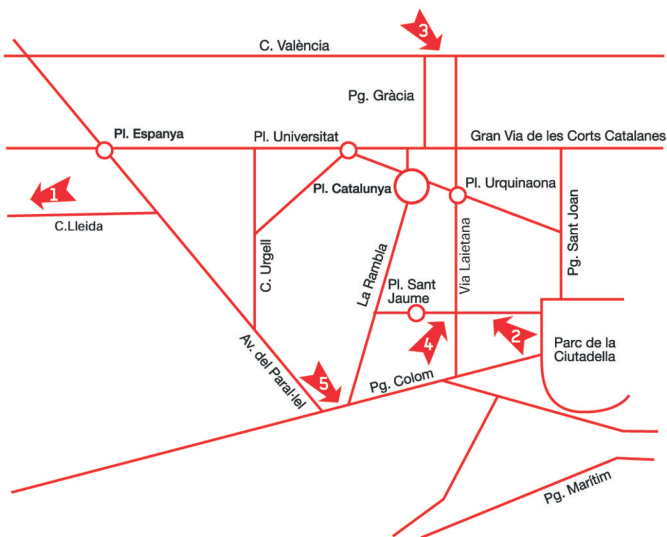 3
C. València
Pg. Gràcia
Pl. Espanya
Pl. Universitat
Gran Via de les Corts Catalanes
1
Pl. Catalunya
Pl. Urquinaona
C.Lleida
C. Urgell
La Rambla
Via Laietana
Pg. Sant Joan
Pl. Sant
Jaume
2
4
Parc de la
Ciutadella
Av. del Paral·lel
5
Pg. Colom
Pg. Marítim